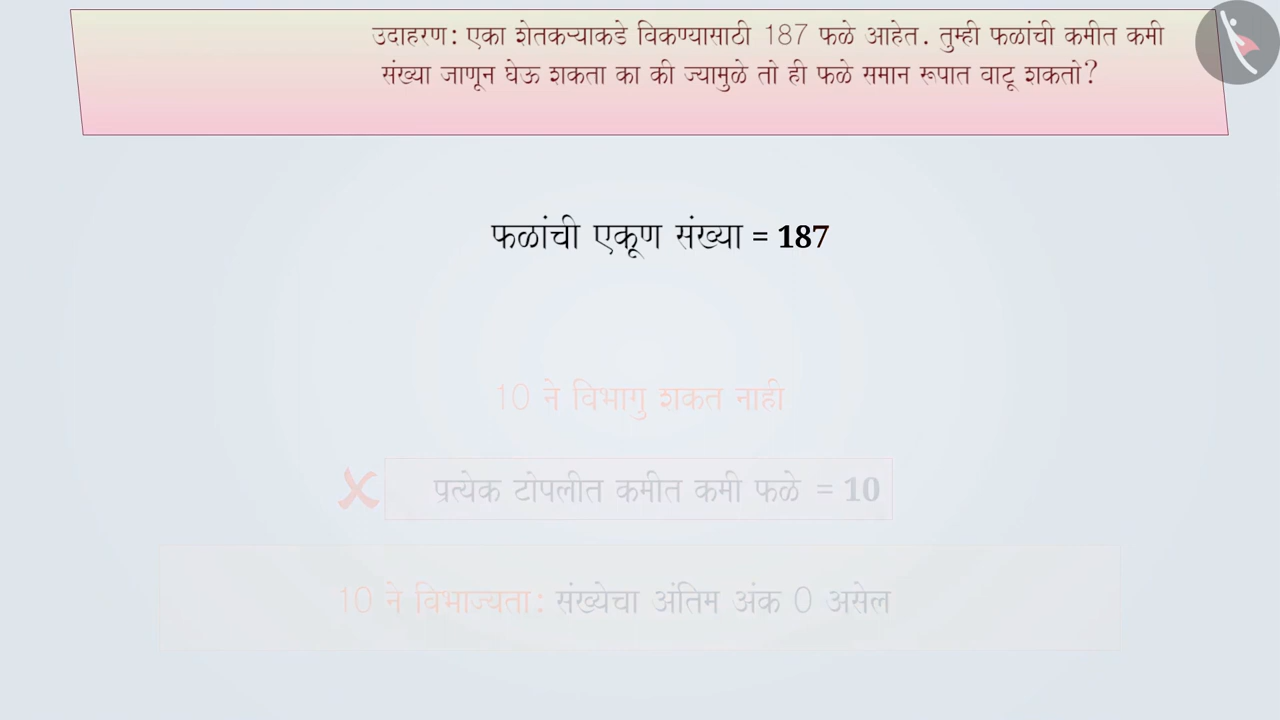 उदाहरण: एका शेतकऱ्याकडे विकण्यासाटी 187 फळे आहेत. तुम्ही फळांची कमीत कमी
संख्या जाणून घेऊ शकता का की ज्यामुळे तो ही फळे समान रूपात वाटू शकतो?
फळांची एकूण संख्या = 187
10 ने विभागु शकत नाही
प्रत्येक टोपलीत कमीत कमी फळे = 10
10 ने विभाज्यता: संख्येचा अंतिम अंक 0 असेल